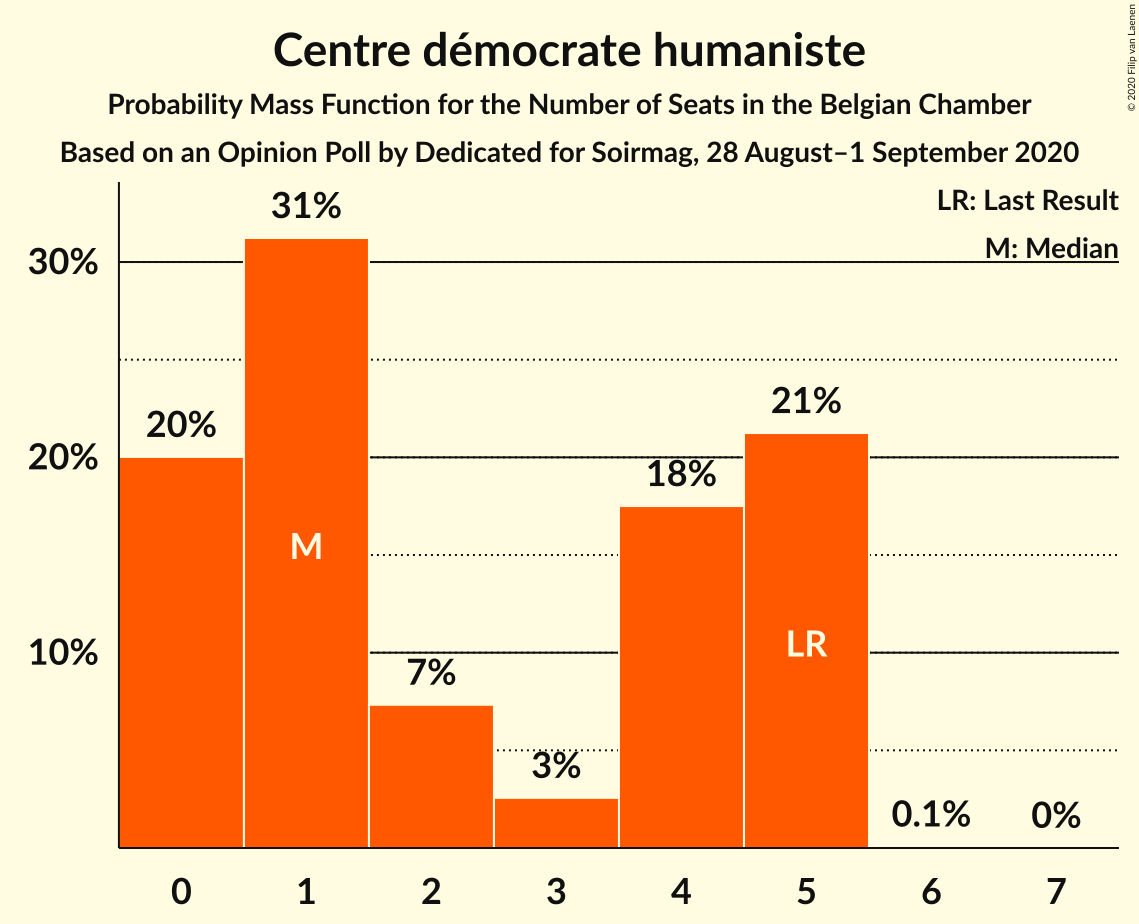 Centre démocrate humaniste
Probability Mass Function for the Number of Seats in the Belgian Chamber
Based on an Opinion Poll by Dedicated for Soirmag, 28 August–1 September 2020
© 2020 Filip van Laenen
LR: Last Result
M: Median
30%
20%
10%
20%
31%
7%
3%
18%
21%
0.1%
0%
M
LR
0 1 2 3 4 5 6 7